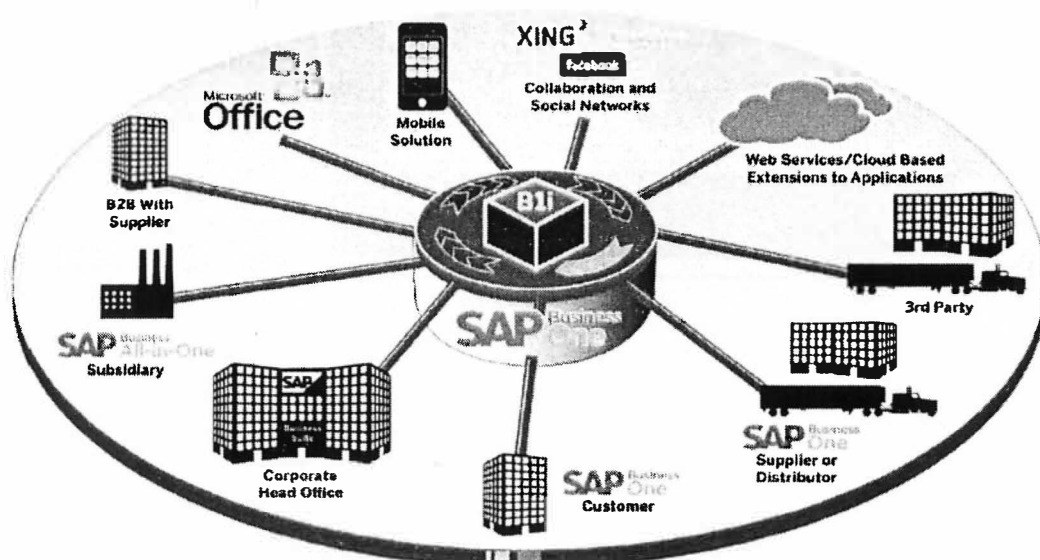 XING
facebook
Collaboration and
Social Networks
Microsoft
Office
Mobile
Solution
Web Services/Cloud Based
Extensions to Applications
B2B With
Supplier
B1i
3rd Party
SAP Business
All-in-One
Subsidiary
SAP Business
One
SAP
Business
Suite
Corporate
Head Office
SAP Business
One
Customer
SAP Business
One
Supplier or
Distributor